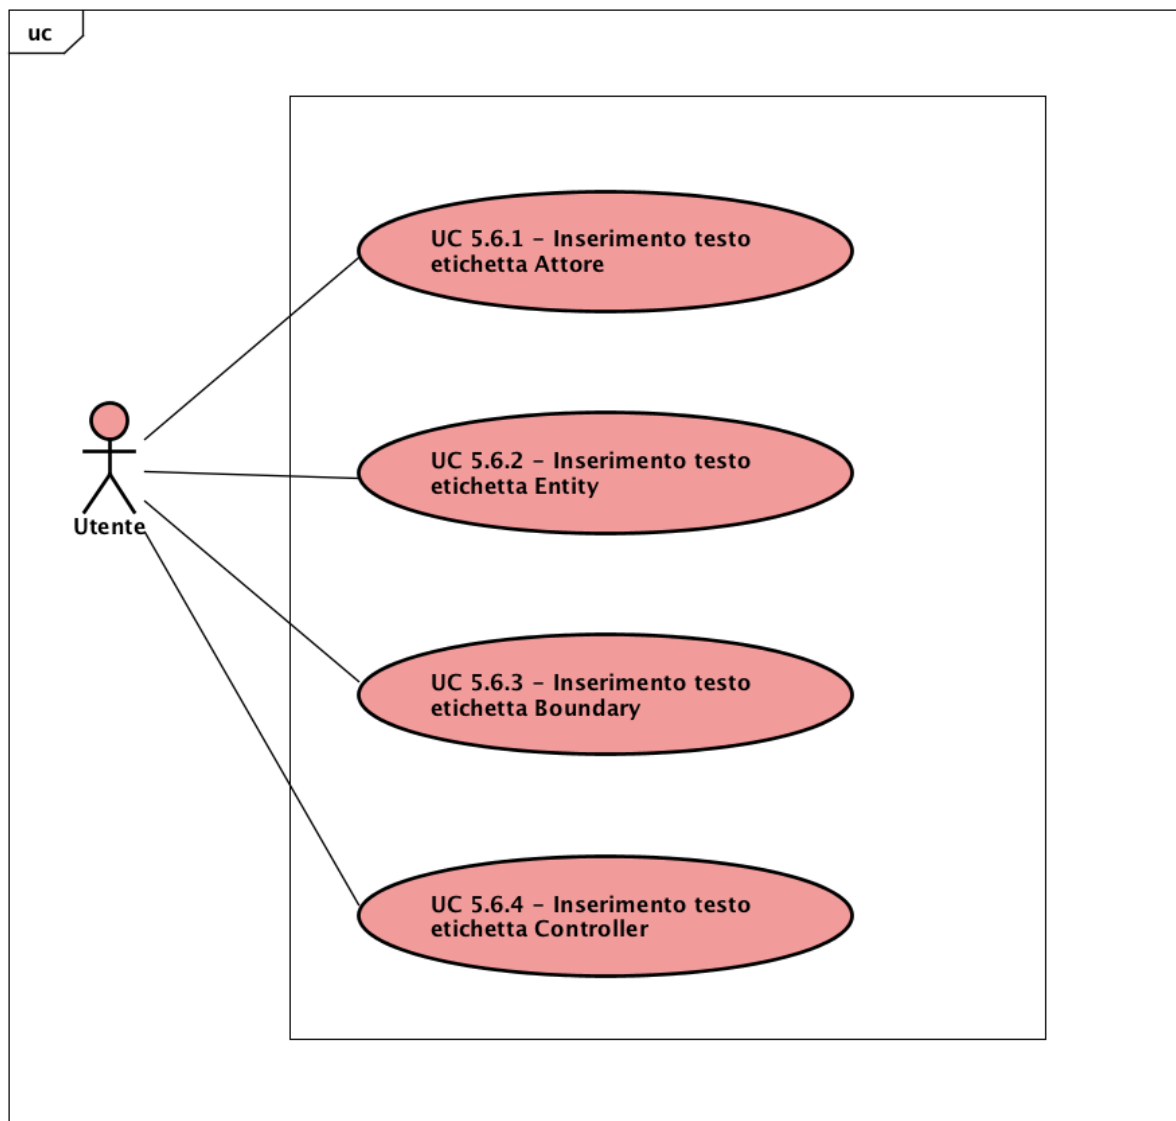 uc
UC 5.6.1 – Inserimento testo
etichetta Attore
UC 5.6.2 – Inserimento testo
etichetta Entity
Utente
UC 5.6.3 – Inserimento testo
etichetta Boundary
UC 5.6.4 – Inserimento testo
etichetta Controller